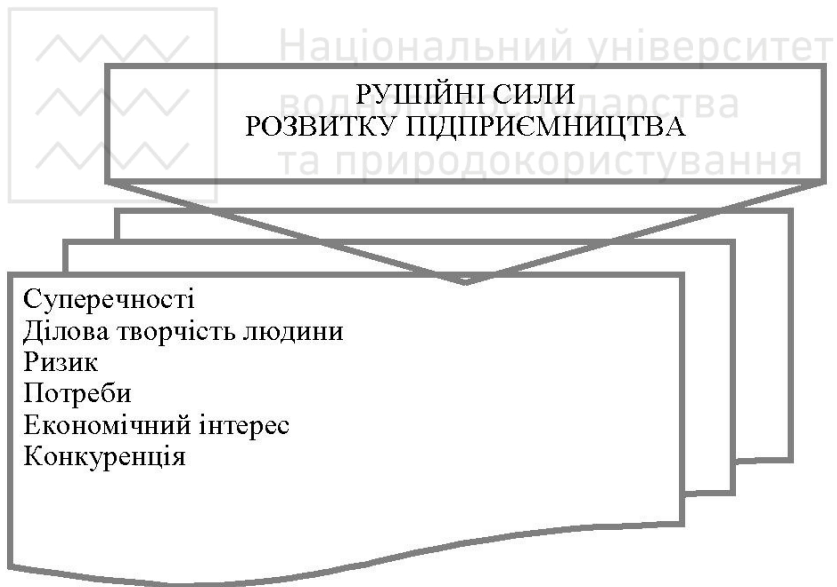 Національний університет
водного господарства
та природокористування
РУШІЙНІ СИЛИ
РОЗВИТКУ ПІДПРИЄМНИЦТВА
Суперечності
Ділова творчість людини
Ризик
Потреби
Економічний інтерес
Конкуренція